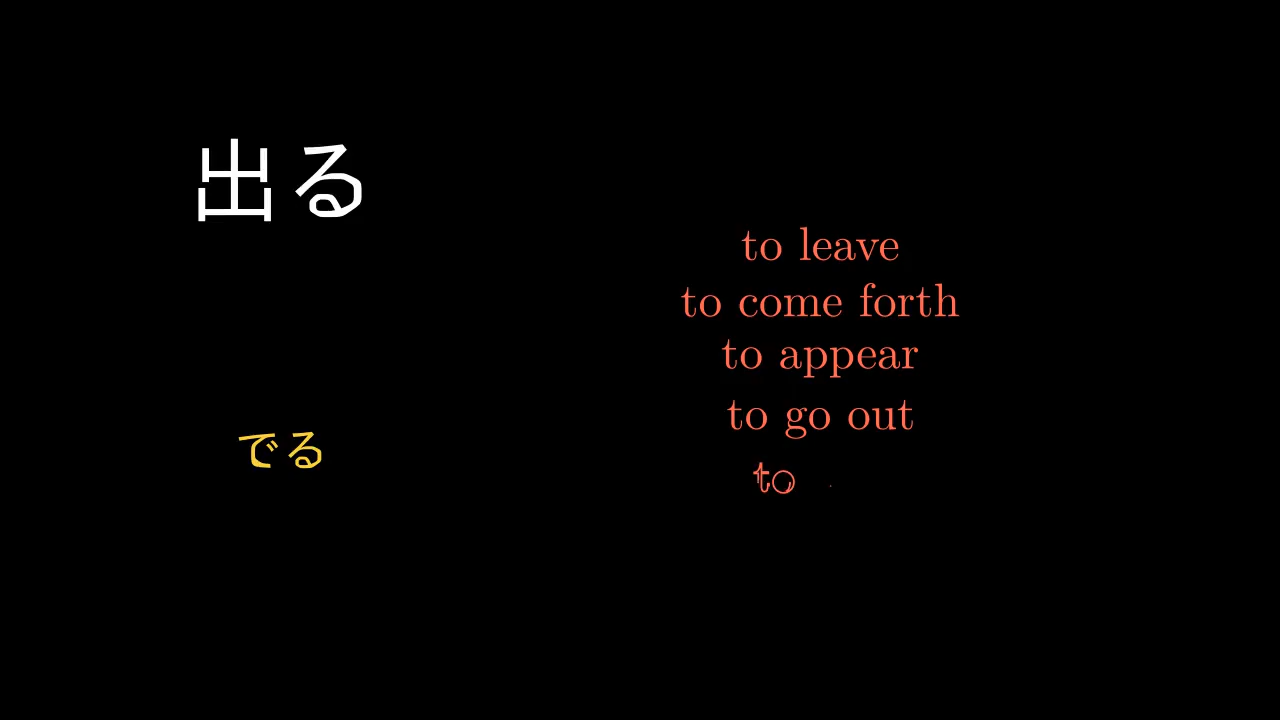 出る
でる
to leave
to come forth
to appear
to go out
to